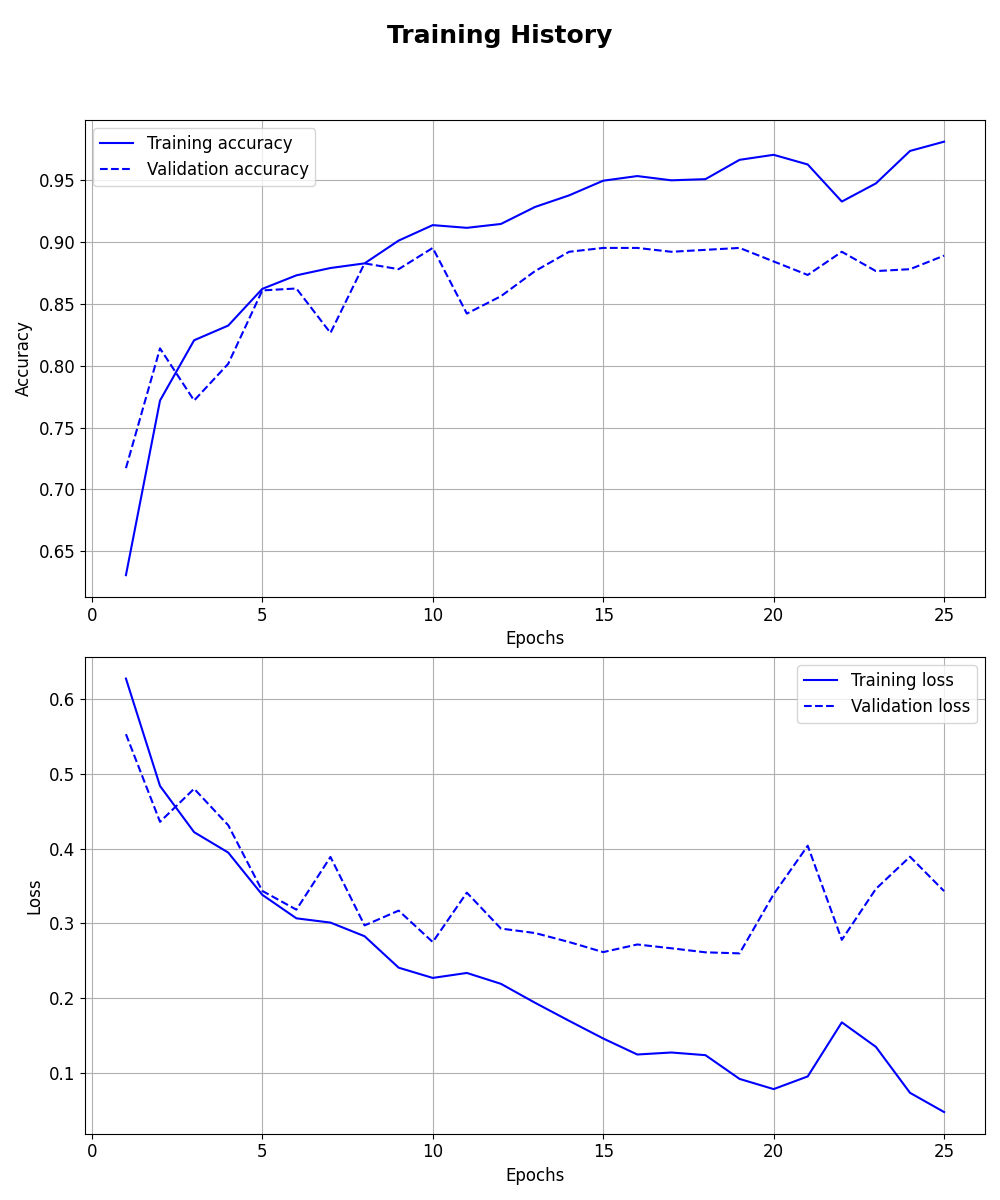 Training History
Training accuracy
Validation accuracy
0.95
0.90
0.85
0.80
0.75
0.70
0.65
Accuracy
0 5 10 15 20 25
Epochs
Training loss
Validation loss
0.6
0.5
0.4
0.3
0.2
0.1
Loss
0 5 10 15 20 25
Epochs